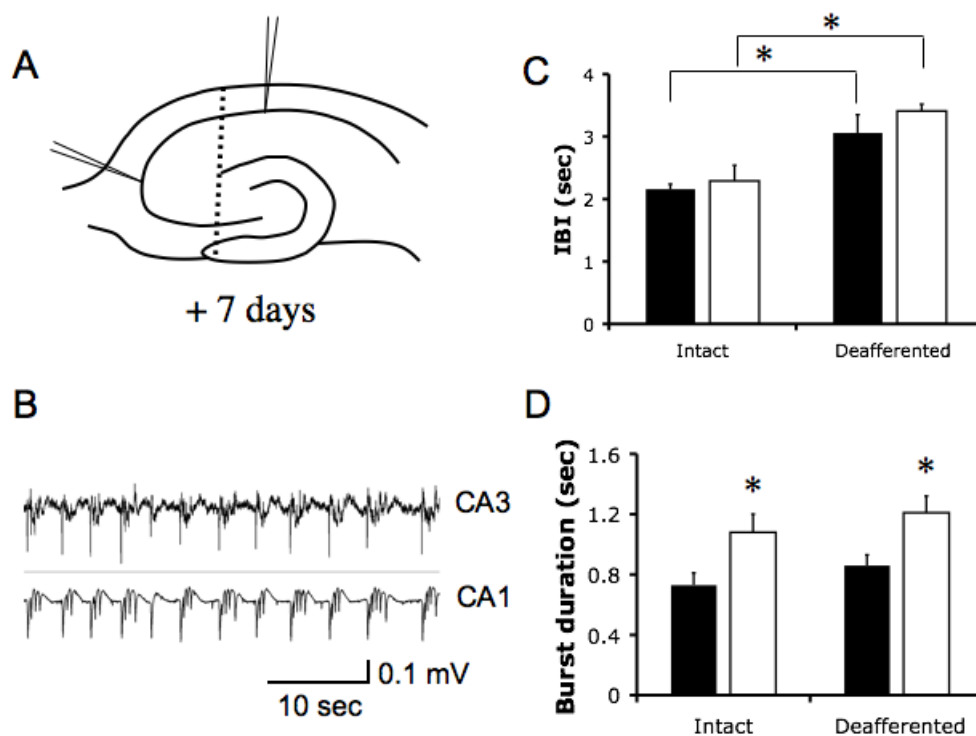 A
+ 7 days
B
CA3
CA1
0.1 mV
10 sec
C
*
*
IBI (sec)
4
3
2
1
0
Intact
Deafferented
D
Burst duration (sec)
1.6
1.2
0.8
0.4
0
*
*
Intact
Deafferented